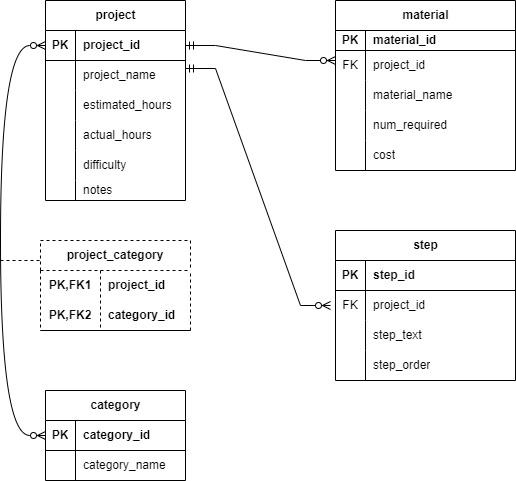 project
PK project_id
project_name
estimated_hours
actual_hours
difficulty
notes
material
PK material_id
FK project_id
material_name
num_required
cost
project_category
PK,FK1 project_id
PK,FK2 category_id
step
PK step_id
FK project_id
step_text
step_order
category
PK category_id
category_name